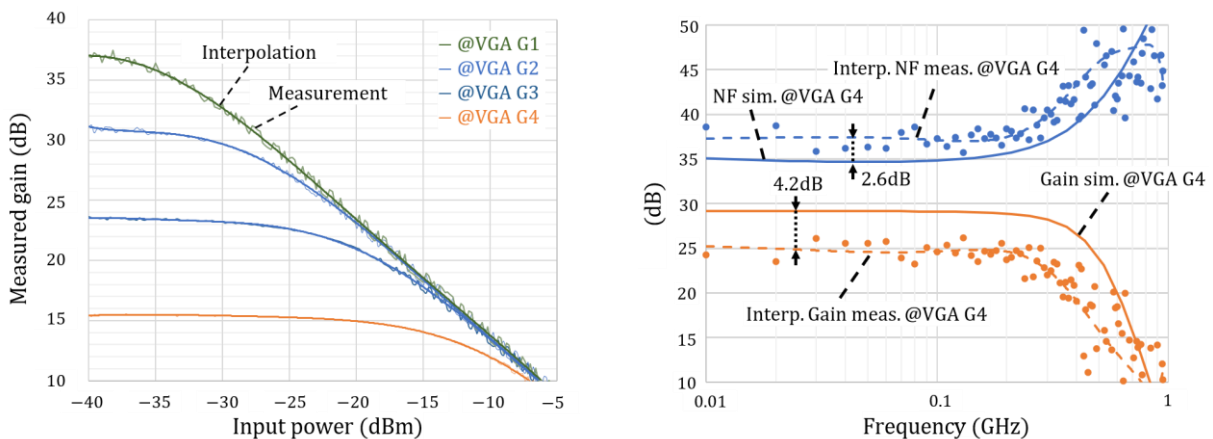 Measured gain (dB)
40
35
30
25
20
15
10
−40
−35
−30
−25
−20
−15
−10
−5
Input power (dBm)
Interpolation
Measurement
@VGA G1
@VGA G2
@VGA G3
@VGA G4
(dB)
50
45
40
35
30
25
20
15
10
0.01
0.1
1
Frequency (GHz)
Interp. NF meas. @VGA G4
NF sim. @VGA G4
4.2dB
2.6dB
Gain sim. @VGA G4
Interp. Gain meas. @VGA G4